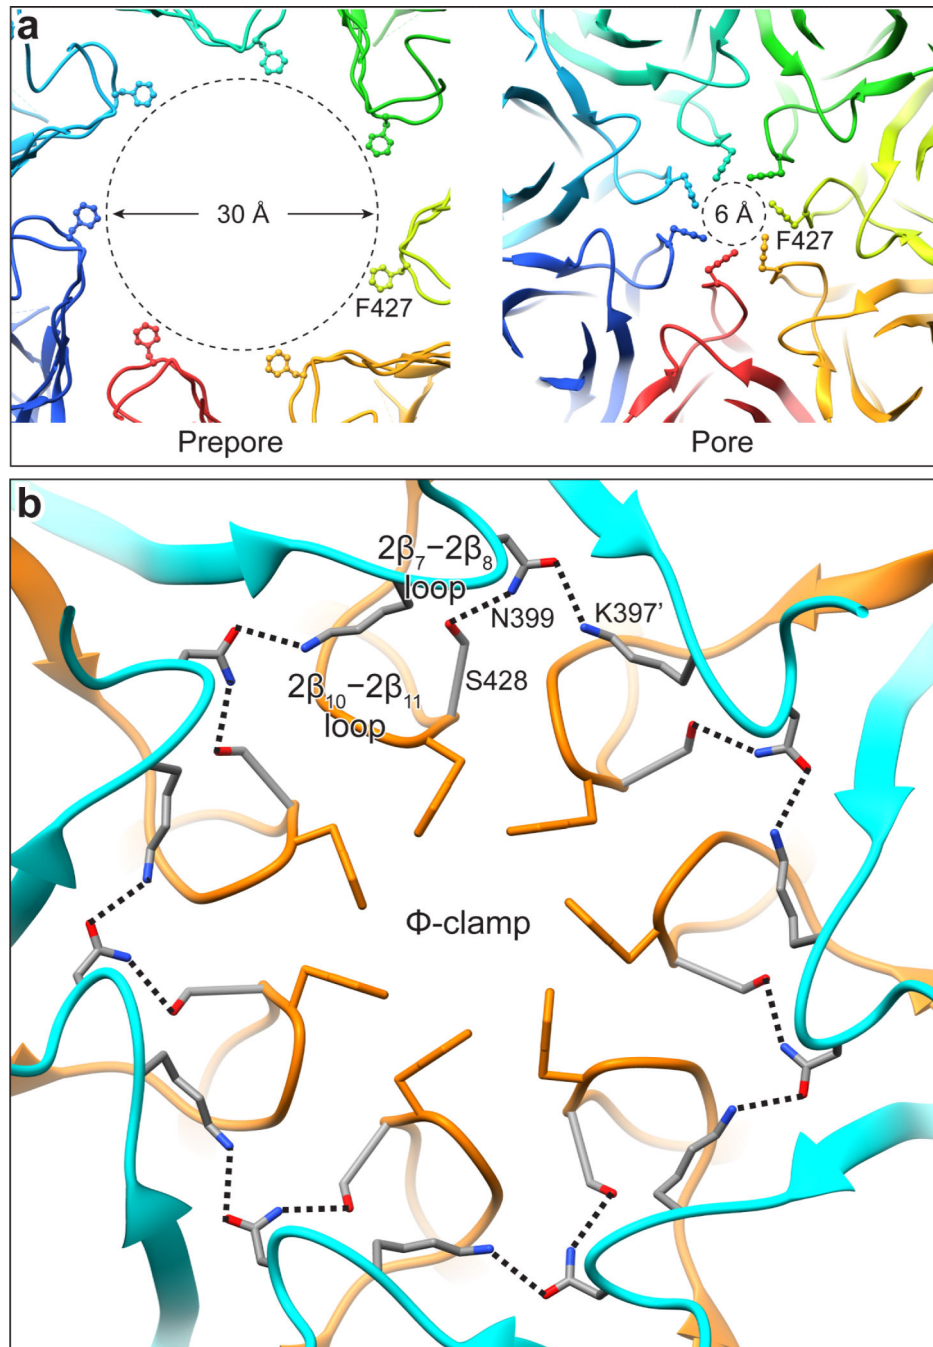 a
30 Å
F427
Prepore
6 Å
F427
Pore
b
2β₇−2β₈
loop
N399
K397’
S428
2β₁₀−2β₁₁
loop
Φ-clamp